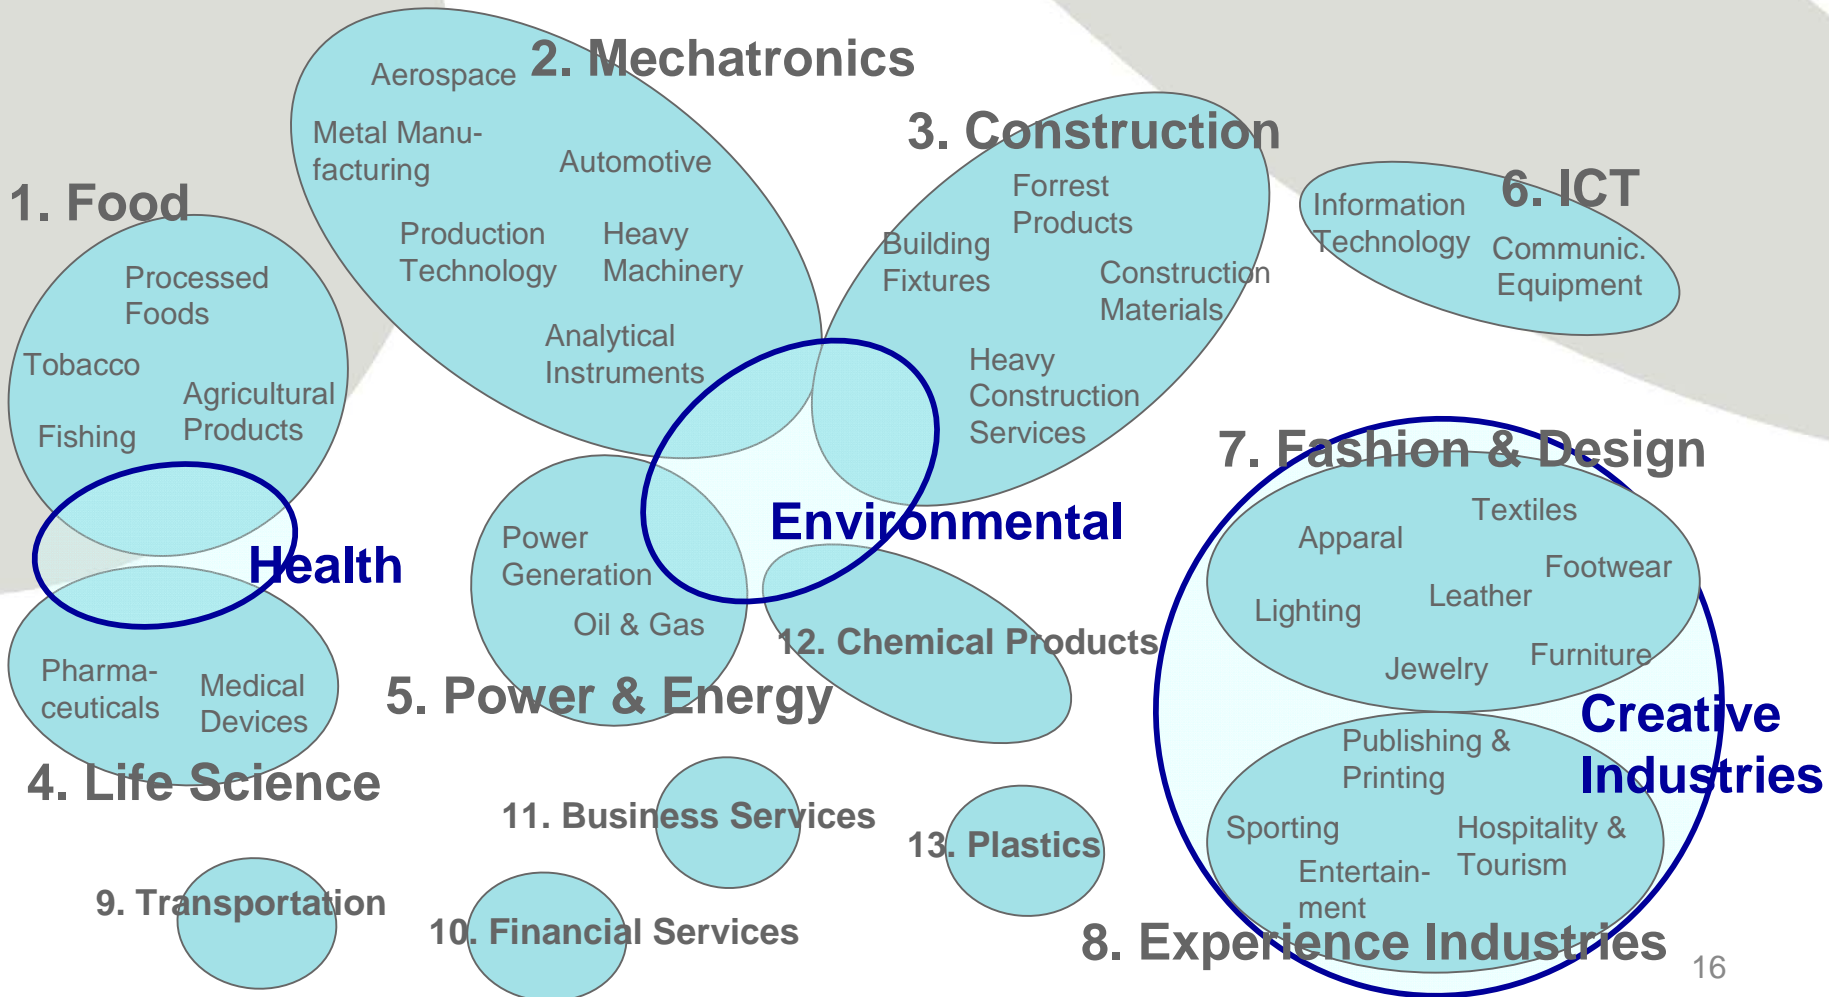 2. Mechatronics
Aerospace
Metal Manu-
facturing
Automotive
Production
Technology
Heavy
Machinery
Analytical
Instruments
3. Construction
Forrest
Products
Building
Fixtures
Construction
Materials
Heavy
Construction
Services
6. ICT
Information
Technology
Communic.
Equipment
1. Food
Processed
Foods
Tobacco
Agricultural
Products
Fishing
Health
Pharma-
ceuticals
Medical
Devices
4. Life Science
Environmental
Power
Generation
Oil & Gas
5. Power & Energy
12. Chemical Products
7. Fashion & Design
Textiles
Apparal
Footwear
Leather
Lighting
Furniture
Jewelry
Creative
Industries
Publishing &
Printing
Sporting
Hospitality &
Tourism
Entertain-
ment
8. Experience Industries
11. Business Services
13. Plastics
9. Transportation
10. Financial Services
16